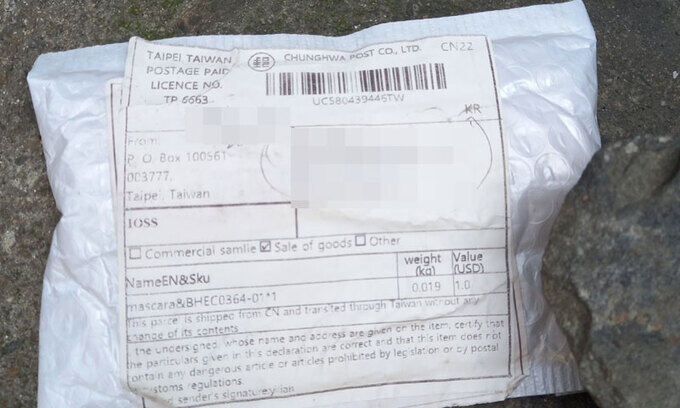 TAIPEI TAIWAN
POSTAGE PAID
LICENCE NO.
TP 6663
CHUNGHWA POST CO., LTD.
CN22
UC580439446TW
KR
From:
P. O. Box 100561-
003777,
Taipei, Taiwan
IOSS
☐ Commercial samlie ☑ Sale of goods ☐ Other
NameEN&Sku
weight (kg)
Value (USD)
mascara&BHEC0364-01*1
0.019
1.0
This parcel is shipped from CN and transited through Taiwan without any
change of its contents
I, the undersigned, whose name and address are given on the item, certify that
the particulars given in this declaration are correct and that this item does not
contain any dangerous article or articles prohibited by legislation or by postal
customs regulations.
sender's signature:yian